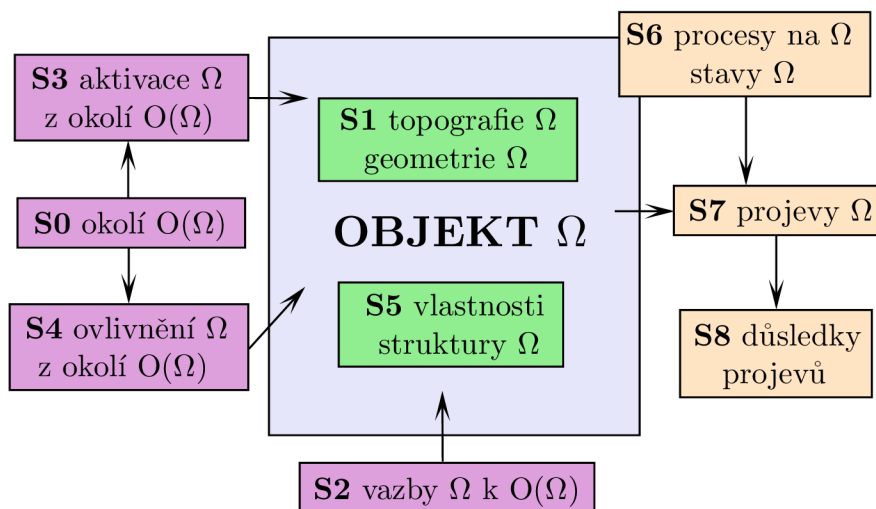 S3 aktivace Ω
z okolí O(Ω)
S0 okolí O(Ω)
S4 ovlivnění Ω
z okolí O(Ω)
S1 topografie Ω
geometrie Ω
OBJEKT Ω
S5 vlastnosti
struktury Ω
S2 vazby Ω k O(Ω)
S6 procesy na Ω
stavy Ω
S7 projevy Ω
S8 důsledky
projevů